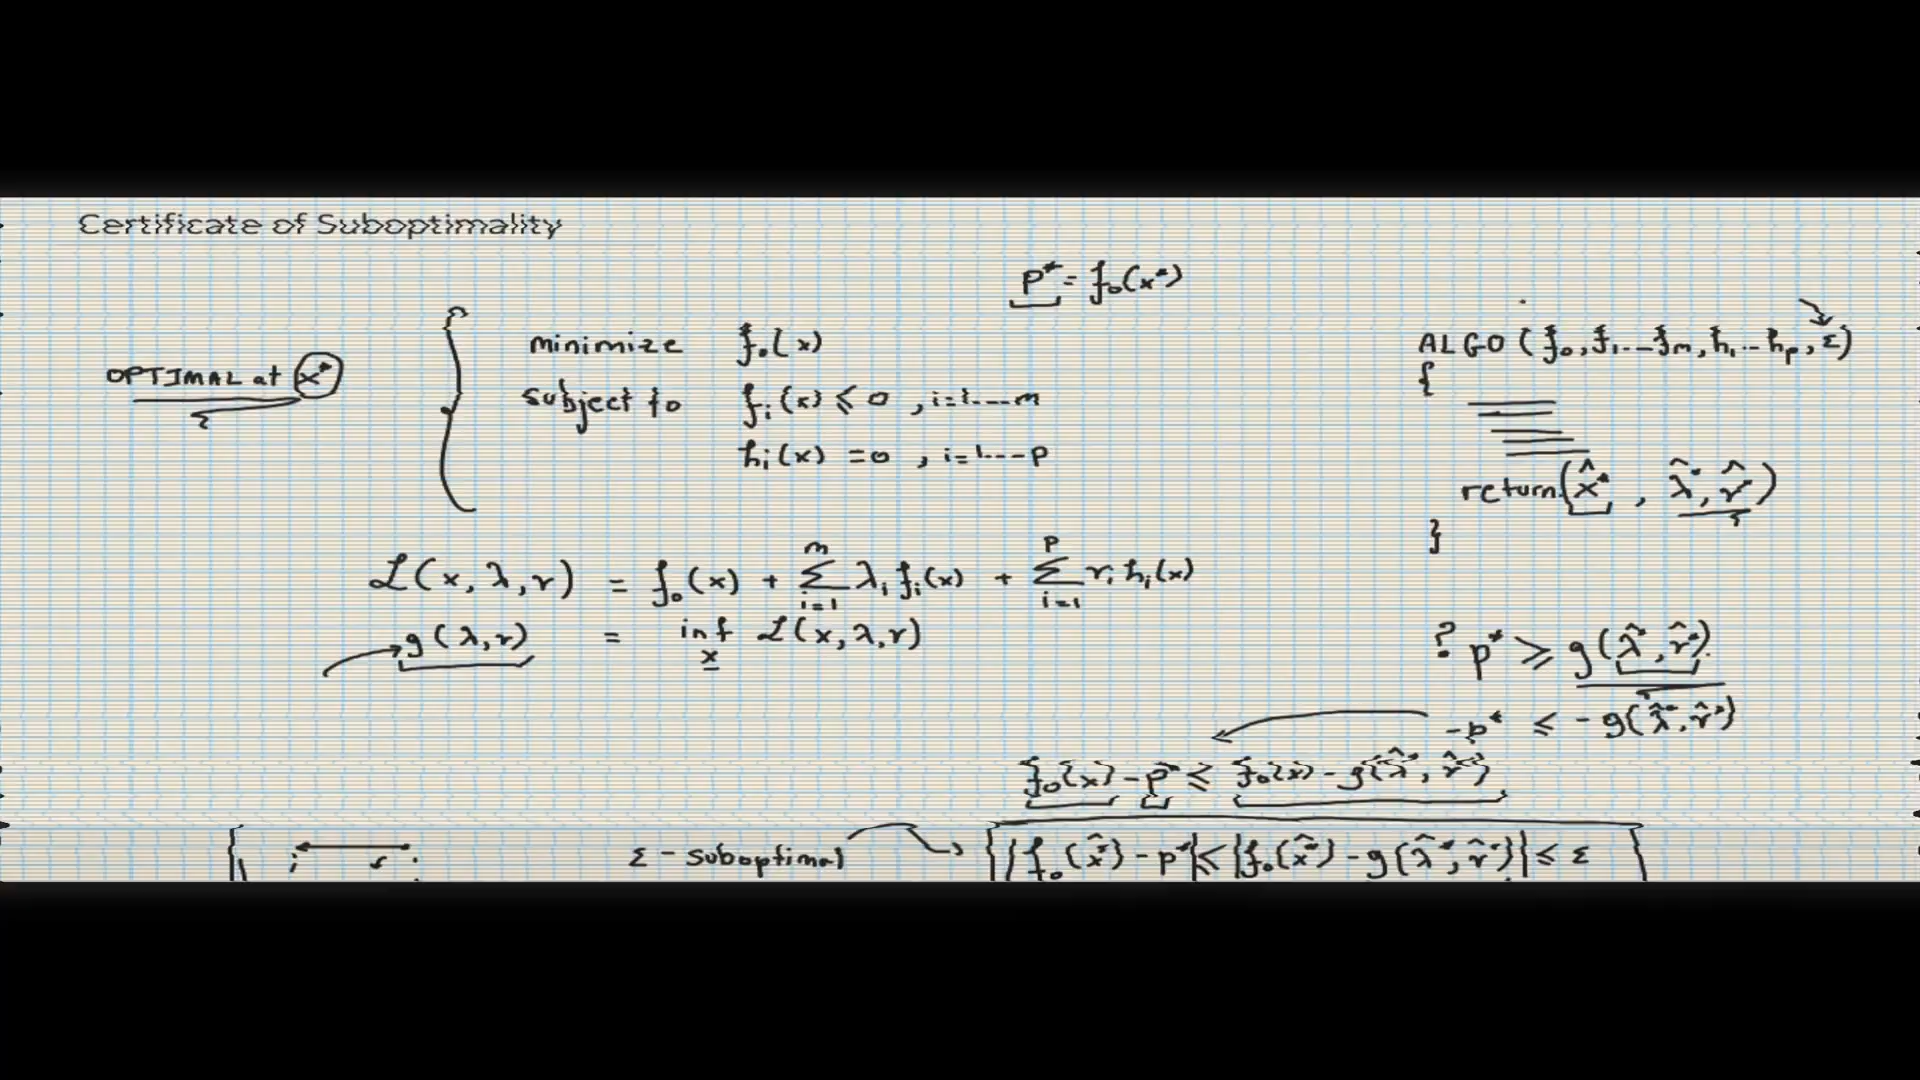 Certificate of Suboptimality
p* = f₀(x*)
OPTIMAL at x*
minimize f₀(x)
subject to fᵢ(x) ≤ 0 , i=1...m
hᵢ(x) = 0 , i=1...p
ALGO (f₀, f₁...fₘ, h₁...hₚ, ε)
{
return (x̂*, λ̂*, r̂*)
}
ℒ(x, λ, r) = f₀(x) + Σᵢ₌₁ᵐ λᵢ fᵢ(x) + Σᵢ₌₁ᵖ rᵢ hᵢ(x)
g(λ, r) = inf ℒ(x, λ, r)
x
? p* ≥ g(λ̂*, r̂*)
-p* ≤ -g(λ̂*, r̂*)
f₀(x) - p* ≤ f₀(x) - g(λ̂*, r̂*)
ε - suboptimal
|f₀(x̂*) - p*| ≤ |f₀(x̂*) - g(λ̂*, r̂*)| ≤ ε